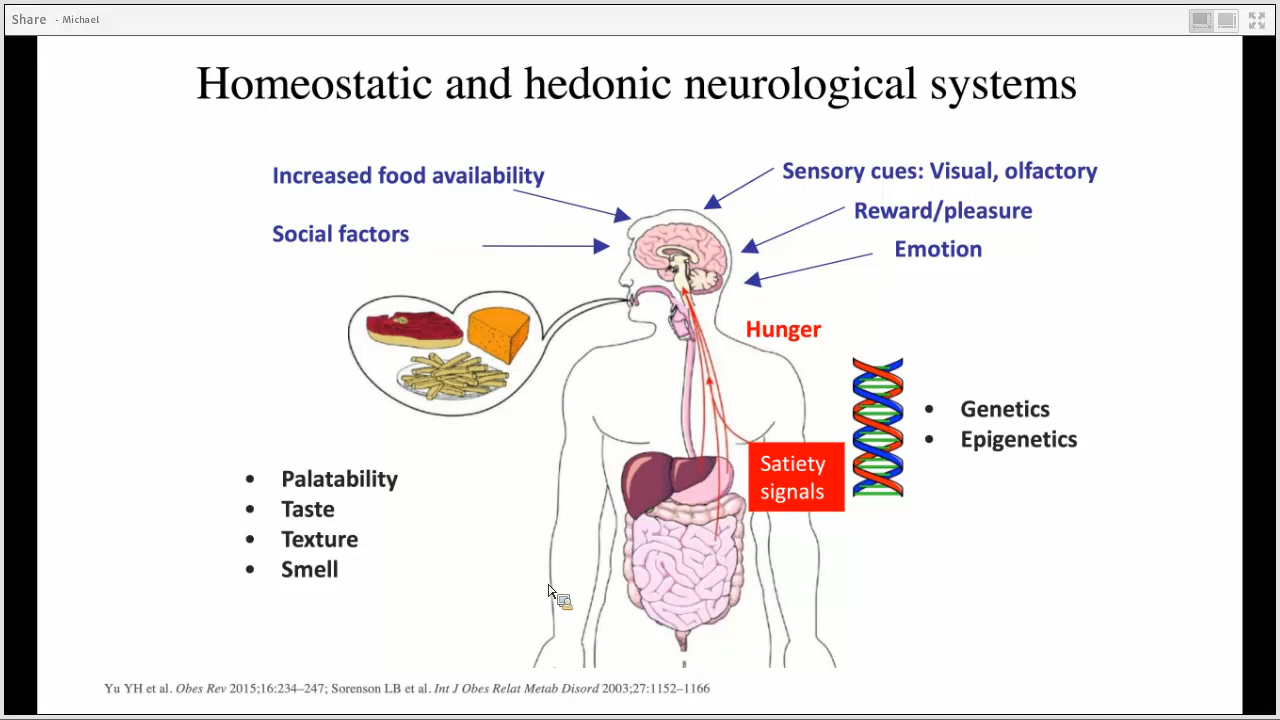 Share - Michael
Homeostatic and hedonic neurological systems
Increased food availability
Social factors
Sensory cues: Visual, olfactory
Reward/pleasure
Emotion
Hunger
• Genetics
• Epigenetics
Satiety
signals
• Palatability
• Taste
• Texture
• Smell
Yu YH et al. Obes Rev 2015;16:234–247; Sorenson LB et al. Int J Obes Relat Metab Disord 2003;27:1152–1166